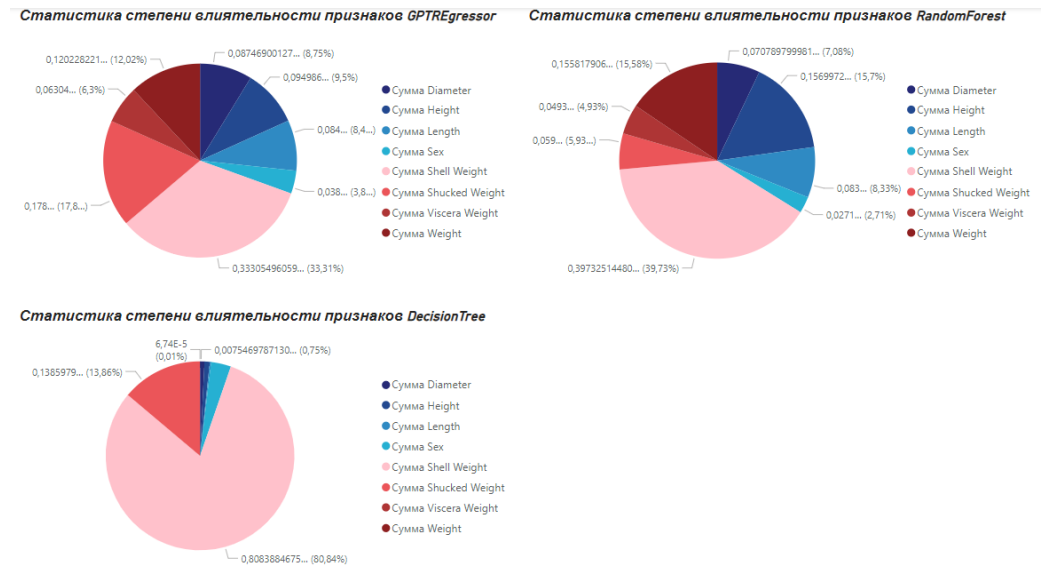 Статистика степени влиятельности признаков GPTREgressor
0,08746900127... (8,75%)
0,094986... (9,5%)
0,084... (8,4...)
0,038... (3,8...)
0,33305496059... (33,31%)
0,178... (17,8...)
0,06304... (6,3%)
0,120228221... (12,02%)
Сумма Diameter
Сумма Height
Сумма Length
Сумма Sex
Сумма Shell Weight
Сумма Shucked Weight
Сумма Viscera Weight
Сумма Weight
Статистика степени влиятельности признаков RandomForest
0,070789799981... (7,08%)
0,1569972... (15,7%)
0,083... (8,33%)
0,0271... (2,71%)
0,39732514480... (39,73%)
0,059... (5,93...)
0,0493... (4,93%)
0,155817906... (15,58%)
Сумма Diameter
Сумма Height
Сумма Length
Сумма Sex
Сумма Shell Weight
Сумма Shucked Weight
Сумма Viscera Weight
Сумма Weight
Статистика степени влиятельности признаков DecisionTree
6,74E-5
(0,01%)
0,0075469787130... (0,75%)
0,1385979... (13,86%)
0,8083884675... (80,84%)
Сумма Diameter
Сумма Height
Сумма Length
Сумма Sex
Сумма Shell Weight
Сумма Shucked Weight
Сумма Viscera Weight
Сумма Weight